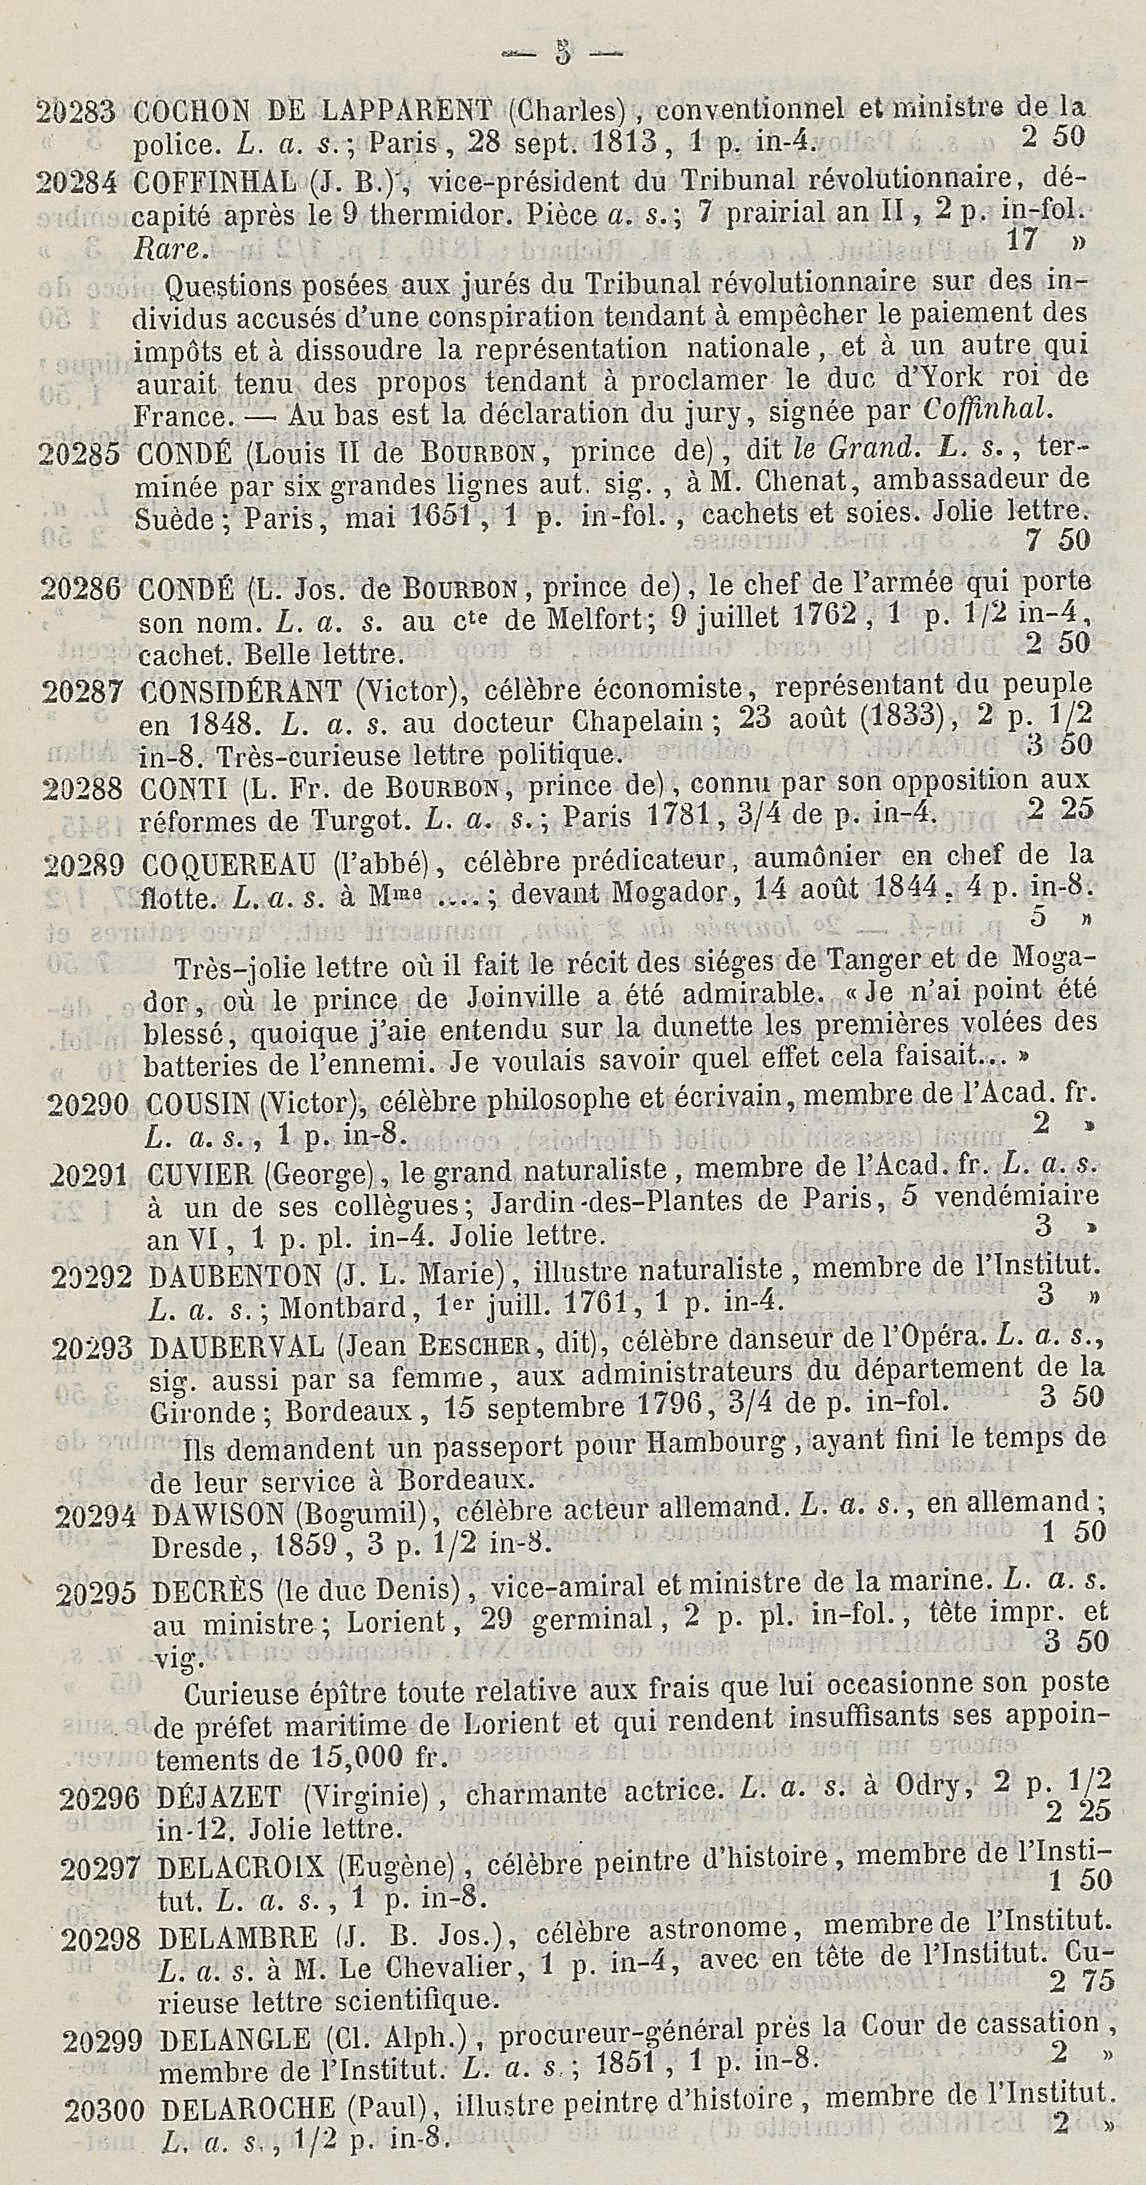 — 5 —
20283 COCHON DE LAPPARENT (Charles), conventionnel et ministre de la
police. L. a. s.; Paris, 28 sept. 1813, 1 p. in-4. 2 50
20284 COFFINHAL (J. B.), vice-président du Tribunal révolutionnaire, dé-
capité après le 9 thermidor. Pièce a. s.; 7 prairial an II, 2 p. in-fol.
Rare. 17 »
Questions posées aux jurés du Tribunal révolutionnaire sur des in-
dividus accusés d'une conspiration tendant à empêcher le paiement des
impôts et à dissoudre la représentation nationale, et à un autre qui
aurait tenu des propos tendant à proclamer le duc d'York roi de
France. — Au bas est la déclaration du jury, signée par Coffinhal.
20285 CONDÉ (Louis II de BOURBON, prince de), dit le Grand. L. s., ter-
minée par six grandes lignes aut. sig., à M. Chenat, ambassadeur de
Suède; Paris, mai 1651, 1 p. in-fol., cachets et soies. Jolie lettre.
7 50
20286 CONDÉ (L. Jos. de BOURBON, prince de), le chef de l'armée qui porte
son nom. L. a. s. au cte de Melfort; 9 juillet 1762, 1 p. 1/2 in-4,
cachet. Belle lettre. 2 50
20287 CONSIDÉRANT (Victor), célèbre économiste, représentant du peuple
en 1848. L. a. s. au docteur Chapelain; 23 août (1833), 2 p. 1/2
in-8. Très-curieuse lettre politique. 3 50
20288 CONTI (L. Fr. de BOURBON, prince de), connu par son opposition aux
réformes de Turgot. L. a. s.; Paris 1781, 3/4 de p. in-4. 2 25
20289 COQUEREAU (l'abbé), célèbre prédicateur, aumônier en chef de la
flotte. L. a. s. à Mme ....; devant Mogador, 14 août 1844, 4 p. in-8.
5 »
Très-jolie lettre où il fait le récit des siéges de Tanger et de Moga-
dor, où le prince de Joinville a été admirable. « Je n'ai point été
blessé, quoique j'aie entendu sur la dunette les premières volées des
batteries de l'ennemi. Je voulais savoir quel effet cela faisait... »
20290 COUSIN (Victor), célèbre philosophe et écrivain, membre de l'Acad. fr.
L. a. s., 1 p. in-8. 2 »
20291 CUVIER (George), le grand naturaliste, membre de l'Acad. fr. L. a. s.
à un de ses collègues; Jardin-des-Plantes de Paris, 5 vendémiaire
an VI, 1 p. pl. in-4. Jolie lettre. 3 »
20292 DAUBENTON (J. L. Marie), illustre naturaliste, membre de l'Institut.
L. a. s.; Montbard, 1er juill. 1761, 1 p. in-4. 3 »
20293 DAUBERVAL (Jean BESCHER, dit), célèbre danseur de l'Opéra. L. a. s.,
sig. aussi par sa femme, aux administrateurs du département de la
Gironde; Bordeaux, 15 septembre 1796, 3/4 de p. in-fol. 3 50
Ils demandent un passeport pour Hambourg, ayant fini le temps de
de leur service à Bordeaux.
20294 DAWISON (Bogumil), célèbre acteur allemand. L. a. s., en allemand;
Dresde, 1859, 3 p. 1/2 in-8. 1 50
20295 DECRÈS (le duc Denis), vice-amiral et ministre de la marine. L. a. s.
au ministre; Lorient, 29 germinal, 2 p. pl. in-fol., tête impr. et
vig. 3 50
Curieuse épître toute relative aux frais que lui occasionne son poste
de préfet maritime de Lorient et qui rendent insuffisants ses appoin-
tements de 15,000 fr.
20296 DÉJAZET (Virginie), charmante actrice. L. a. s. à Odry, 2 p. 1/2
in-12. Jolie lettre. 2 25
20297 DELACROIX (Eugène), célèbre peintre d'histoire, membre de l'Insti-
tut. L. a. s., 1 p. in-8. 1 50
20298 DELAMBRE (J. B. Jos.), célèbre astronome, membre de l'Institut.
L. a. s. à M. Le Chevalier, 1 p. in-4, avec en tête de l'Institut. Cu-
rieuse lettre scientifique. 2 75
20299 DELANGLE (Cl. Alph.), procureur-général près la Cour de cassation,
membre de l'Institut. L. a. s.; 1851, 1 p. in-8. 2 »
20300 DELAROCHE (Paul), illustre peintre d'histoire, membre de l'Institut.
L. a. s., 1/2 p. in-8. 2 »